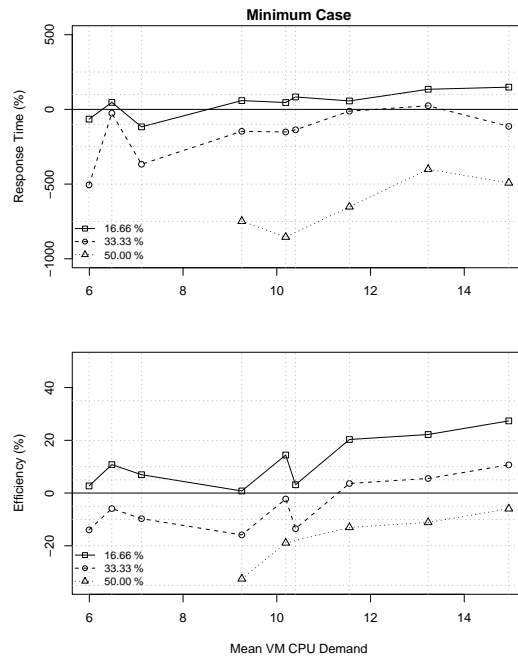 Minimum Case
Response Time (%)
500
0
−500
−1000
16.66 %
33.33 %
50.00 %
6 8 10 12 14
Efficiency (%)
40
20
0
−20
16.66 %
33.33 %
50.00 %
6 8 10 12 14
Mean VM CPU Demand